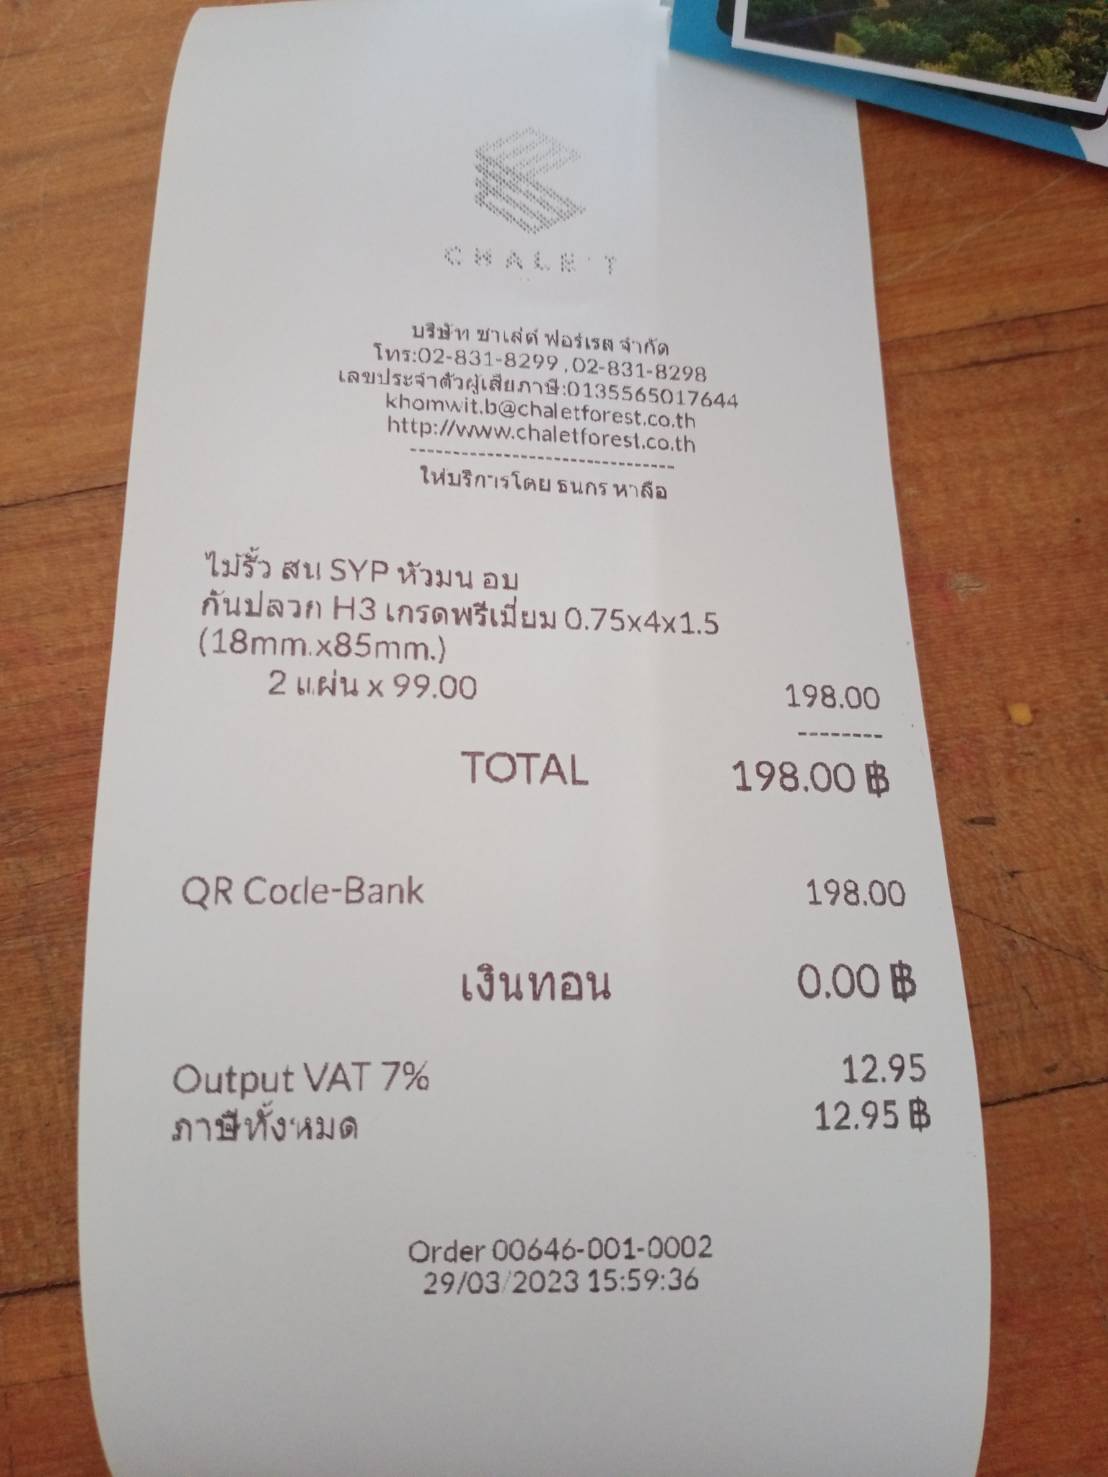 CHALE'T
บริษัท ชาเล่ต์ ฟอร์เรส จำกัด
โทร:02-831-8299,02-831-8298
เลขประจำตัวผู้เสียภาษี:0135565017644
khomwit.b@chaletforest.co.th
http://www.chaletforest.co.th
------------------------------
ให้บริการโดย ธนกร หาลือ
ไม้รั้ว สน SYP หัวมน อบ
กันปลวก H3 เกรดพรีเมี่ยม 0.75x4x1.5
(18mm.x85mm.)
2 แผ่น x 99.00 198.00
--------
TOTAL 198.00 ฿
QR Code-Bank 198.00
เงินทอน 0.00 ฿
Output VAT 7% 12.95
ภาษีทั้งหมด 12.95 ฿
Order 00646-001-0002
29/03/2023 15:59:36